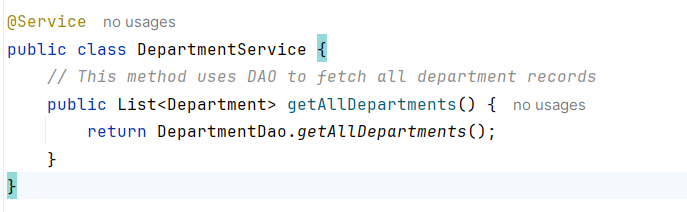 @Service no usages
public class DepartmentService {
// This method uses DAO to fetch all department records
public List<Department> getAllDepartments() { no usages
return DepartmentDao.getAllDepartments();
}
}